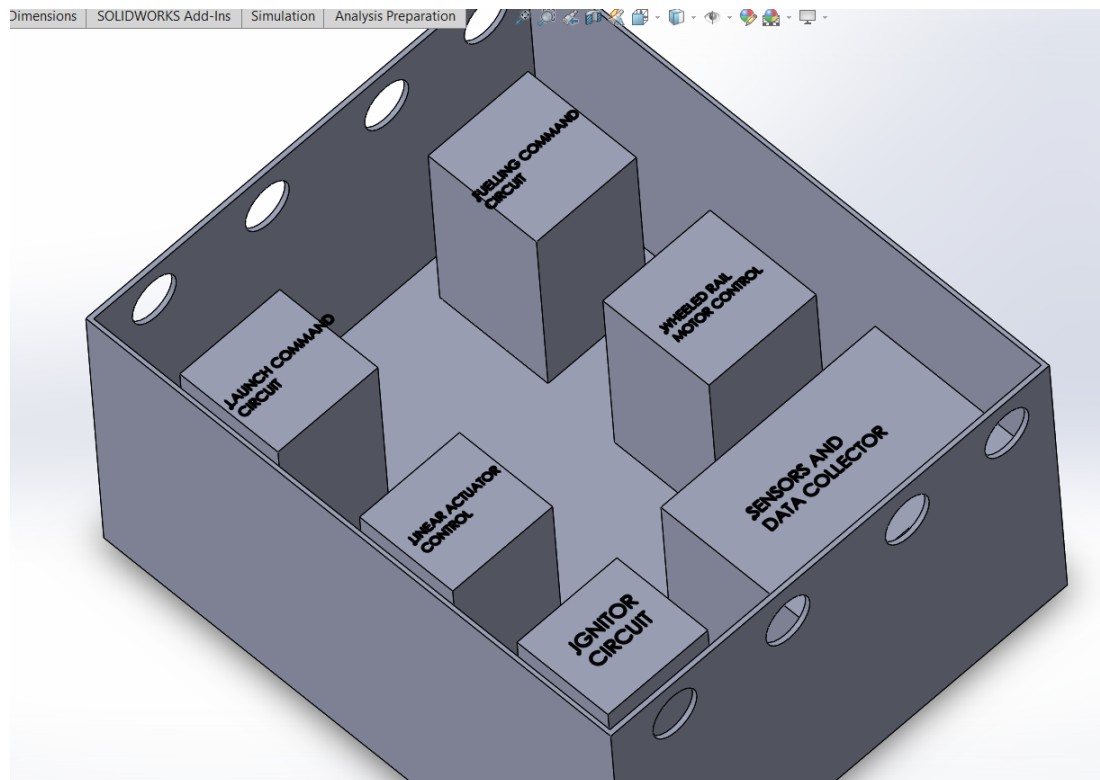 Dimensions
SOLIDWORKS Add-Ins
Simulation
Analysis Preparation
FUELLING COMMAND
CIRCUIT
WHEELED RAIL
MOTOR CONTROL
LAUNCH COMMAND
CIRCUIT
SENSORS AND
DATA COLLECTOR
LINEAR ACTUATOR
CONTROL
IGNITOR
CIRCUIT